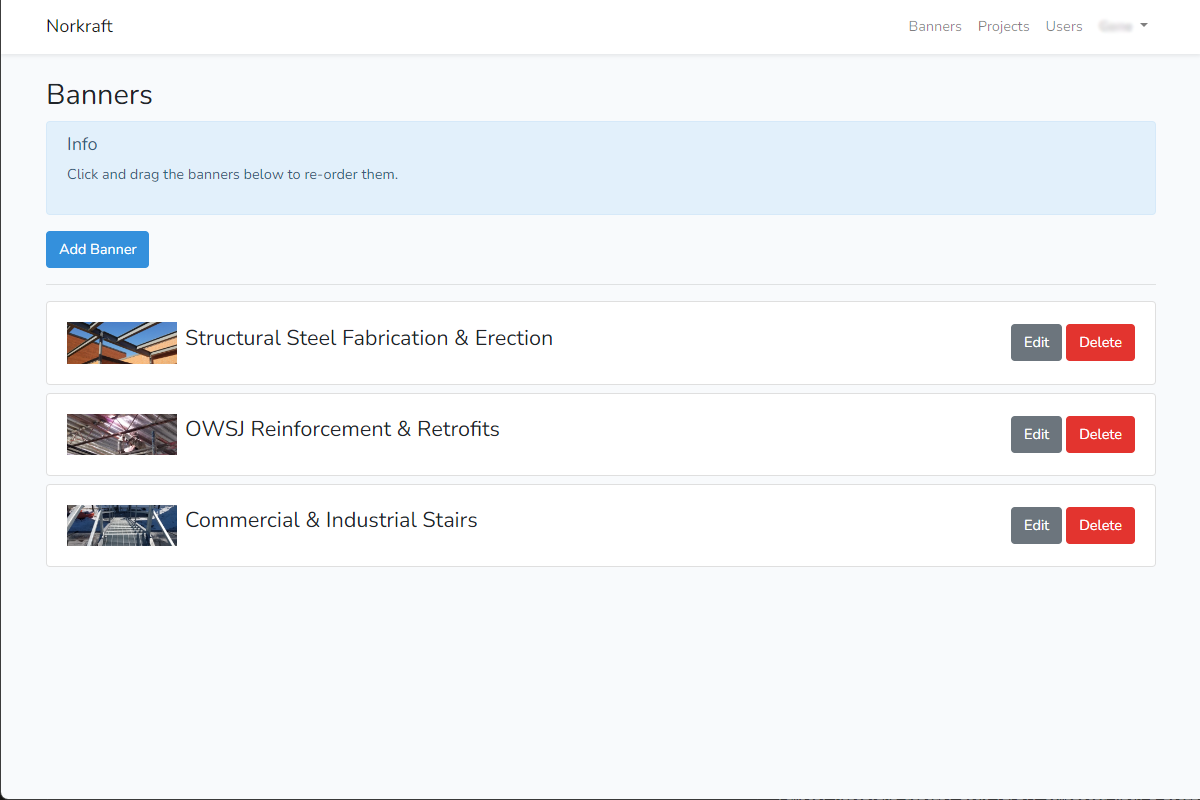 Norkraft
Banners Projects Users
Banners
Info
Click and drag the banners below to re-order them.
Add Banner
Structural Steel Fabrication & Erection
Edit Delete
OWSJ Reinforcement & Retrofits
Edit Delete
Commercial & Industrial Stairs
Edit Delete